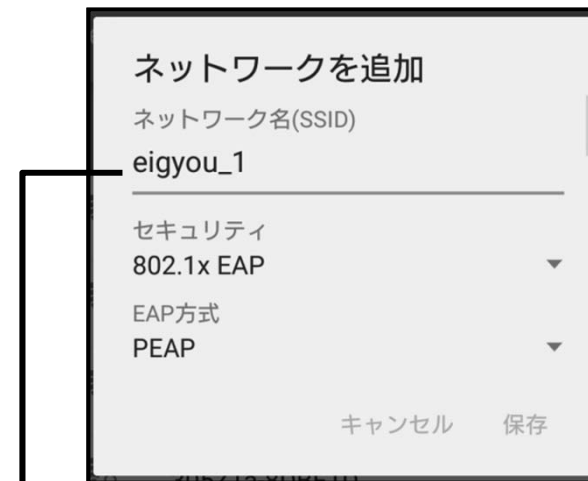 ネットワークを追加
ネットワーク名(SSID)
eigyou_1
セキュリティ
802.1x EAP
EAP方式
PEAP
キャンセル 保存